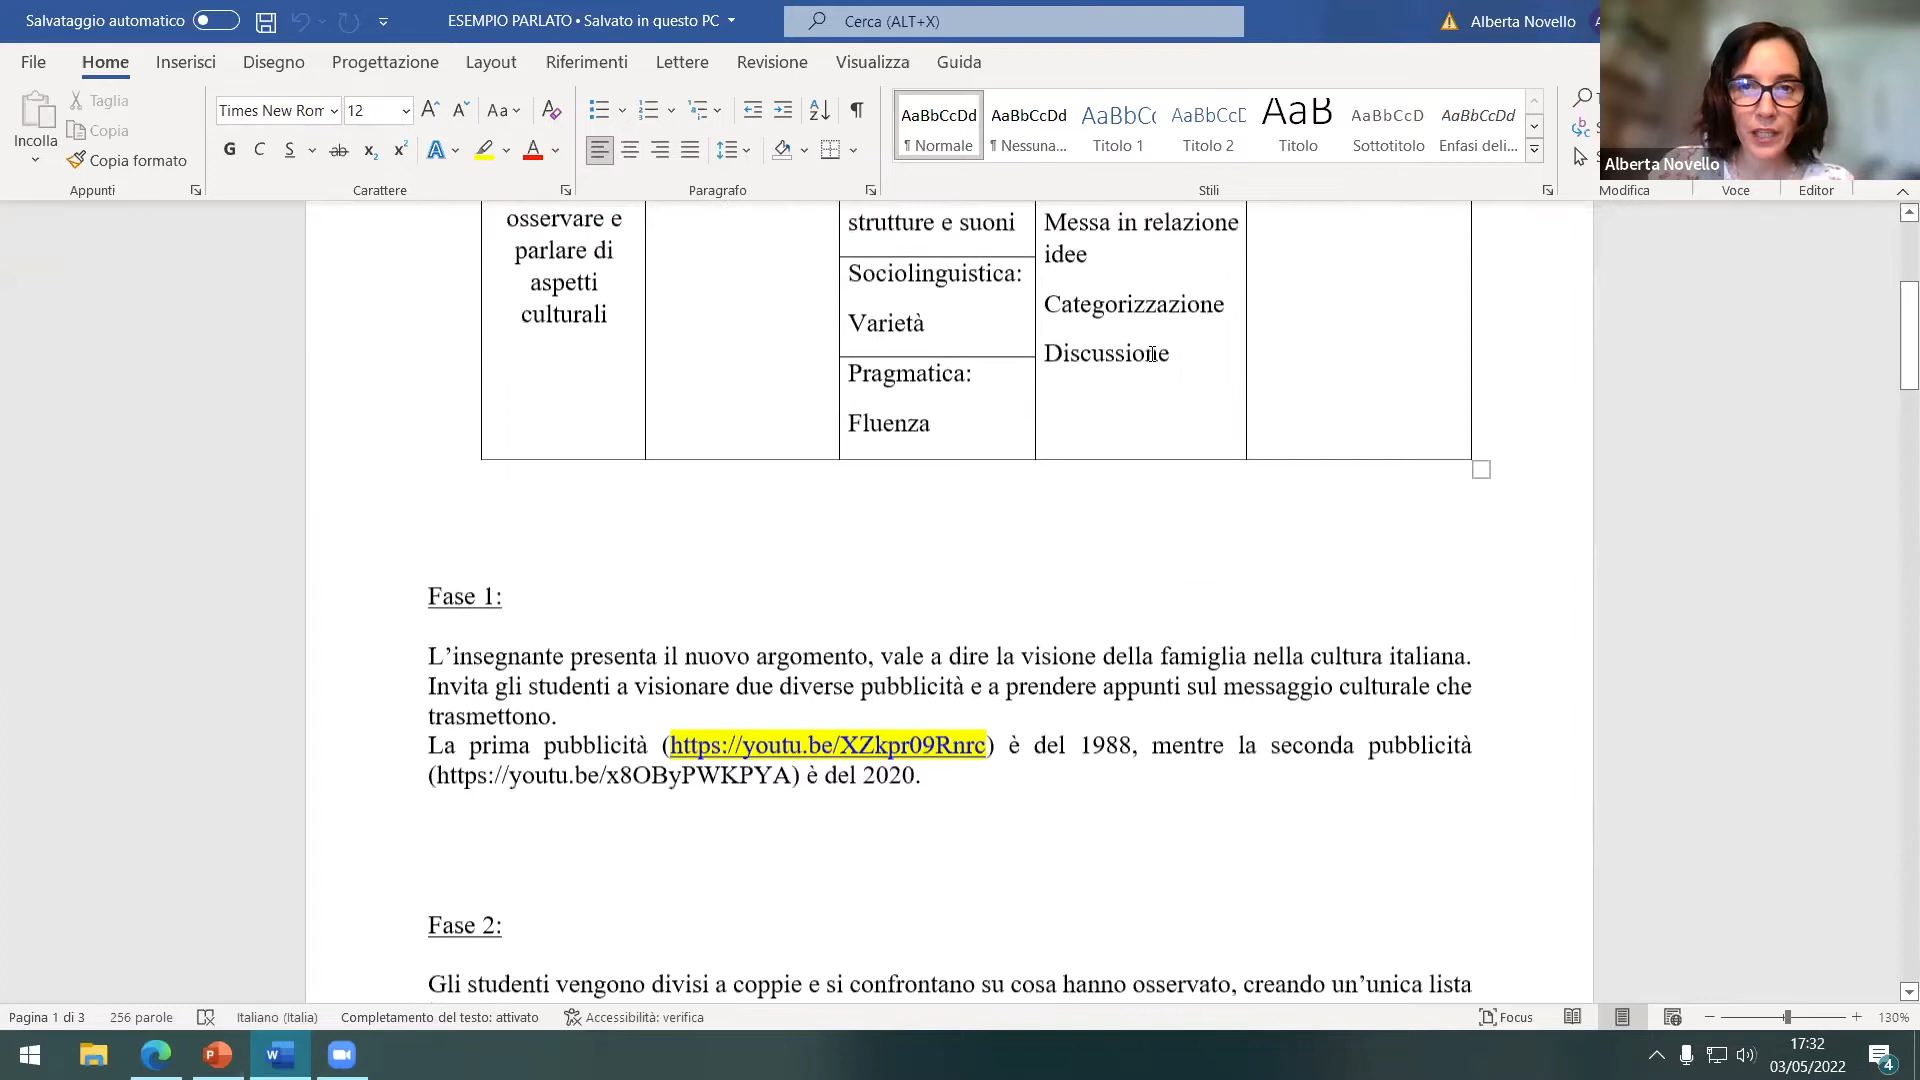 Salvataggio automatico
ESEMPIO PARLATO • Salvato in questo PC
Cerca (ALT+X)
Alberta Novello
File Home Inserisci Disegno Progettazione Layout Riferimenti Lettere Revisione Visualizza Guida
Incolla
Taglia
Copia
Copia formato
Appunti
Times New Rom 12
G C S ab x₂ x²
Carattere
Paragrafo
AaBbCcDd AaBbCcDd AaBbCc AaBbCcD AaB AaBbCcD AaBbCcDd
¶ Normale ¶ Nessuna... Titolo 1 Titolo 2 Titolo Sottotitolo Enfasi deli...
Stili
Modifica Voce Editor
Alberta Novello
osservare e
parlare di
aspetti
culturali
strutture e suoni
Sociolinguistica:
Varietà
Pragmatica:
Fluenza
Messa in relazione
idee
Categorizzazione
Discussione
Fase 1:
L’insegnante presenta il nuovo argomento, vale a dire la visione della famiglia nella cultura italiana.
Invita gli studenti a visionare due diverse pubblicità e a prendere appunti sul messaggio culturale che
trasmettono.
La prima pubblicità (https://youtu.be/XZkpr09Rnrc) è del 1988, mentre la seconda pubblicità
(https://youtu.be/x8OByPWKPYA) è del 2020.
Fase 2:
Gli studenti vengono divisi a coppie e si confrontano su cosa hanno osservato, creando un’unica lista
Pagina 1 di 3 256 parole Italiano (Italia) Completamento del testo: attivato Accessibilità: verifica Focus 130%
17:32
03/05/2022
4